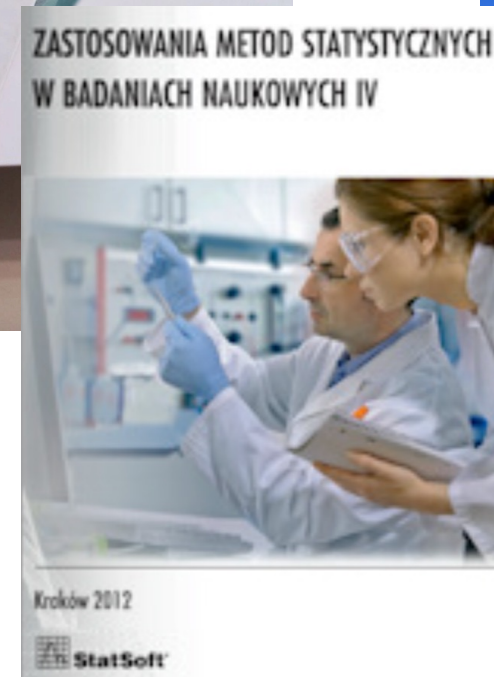 ZASTOSOWANIA METOD STATYSTYCZNYCH
W BADANIACH NAUKOWYCH IV
Kraków 2012
StatSoft